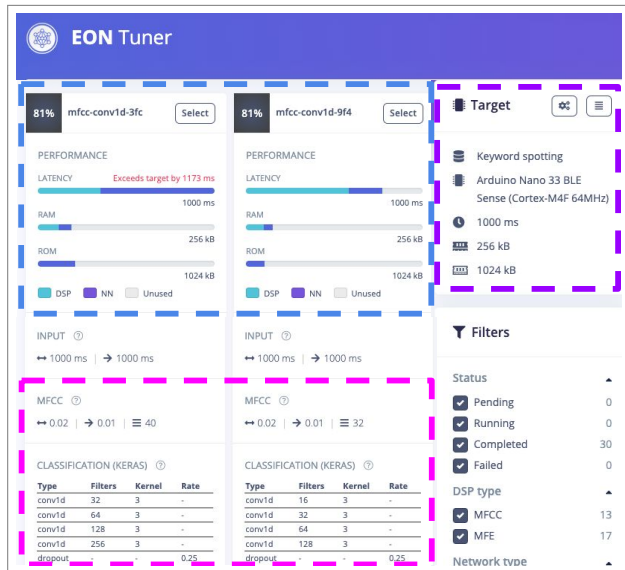 EON Tuner
81% mfcc-conv1d-3fc Select
PERFORMANCE
LATENCY Exceeds target by 1173 ms
1000 ms
RAM
256 kB
ROM
1024 kB
DSP NN Unused
INPUT ?
1000 ms | 1000 ms
MFCC ?
0.02 | 0.01 | 40
CLASSIFICATION (KERAS) ?
Type Filters Kernel Rate
conv1d 32 3 -
conv1d 64 3 -
conv1d 128 3 -
conv1d 256 3 -
dropout - - 0.25
81% mfcc-conv1d-9f4 Select
PERFORMANCE
LATENCY
1000 ms
RAM
256 kB
ROM
1024 kB
DSP NN Unused
INPUT ?
1000 ms | 1000 ms
MFCC ?
0.02 | 0.01 | 32
CLASSIFICATION (KERAS) ?
Type Filters Kernel Rate
conv1d 16 3 -
conv1d 32 3 -
conv1d 64 3 -
conv1d 128 3 -
dropout - - 0.25
Target
Keyword spotting
Arduino Nano 33 BLE
Sense (Cortex-M4F 64MHz)
1000 ms
256 kB
1024 kB
Filters
Status
Pending 0
Running 0
Completed 30
Failed 0
DSP type
MFCC 13
MFE 17
Network type